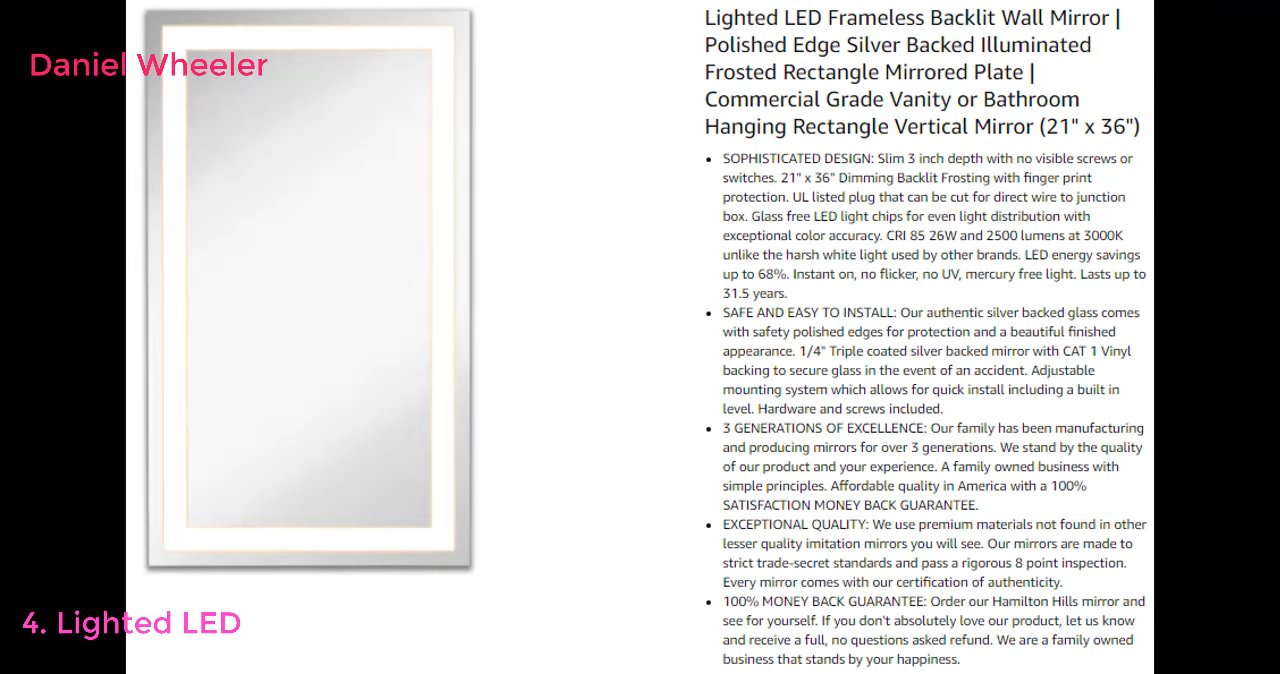 Daniel Wheeler
4. Lighted LED
Lighted LED Frameless Backlit Wall Mirror |
Polished Edge Silver Backed Illuminated
Frosted Rectangle Mirrored Plate |
Commercial Grade Vanity or Bathroom
Hanging Rectangle Vertical Mirror (21" x 36")
• SOPHISTICATED DESIGN: Slim 3 inch depth with no visible screws or
switches. 21" x 36" Dimming Backlit Frosting with finger print
protection. UL listed plug that can be cut for direct wire to junction
box. Glass free LED light chips for even light distribution with
exceptional color accuracy. CRI 85 26W and 2500 lumens at 3000K
unlike the harsh white light used by other brands. LED energy savings
up to 68%. Instant on, no flicker, no UV, mercury free light. Lasts up to
31.5 years.
• SAFE AND EASY TO INSTALL: Our authentic silver backed glass comes
with safety polished edges for protection and a beautiful finished
appearance. 1/4" Triple coated silver backed mirror with CAT 1 Vinyl
backing to secure glass in the event of an accident. Adjustable
mounting system which allows for quick install including a built in
level. Hardware and screws included.
• 3 GENERATIONS OF EXCELLENCE: Our family has been manufacturing
and producing mirrors for over 3 generations. We stand by the quality
of our product and your experience. A family owned business with
simple principles. Affordable quality in America with a 100%
SATISFACTION MONEY BACK GUARANTEE.
• EXCEPTIONAL QUALITY: We use premium materials not found in other
lesser quality imitation mirrors you will see. Our mirrors are made to
strict trade-secret standards and pass a rigorous 8 point inspection.
Every mirror comes with our certification of authenticity.
• 100% MONEY BACK GUARANTEE: Order our Hamilton Hills mirror and
see for yourself. If you don't absolutely love our product, let us know
and receive a full, no questions asked refund. We are a family owned
business that stands by your happiness.